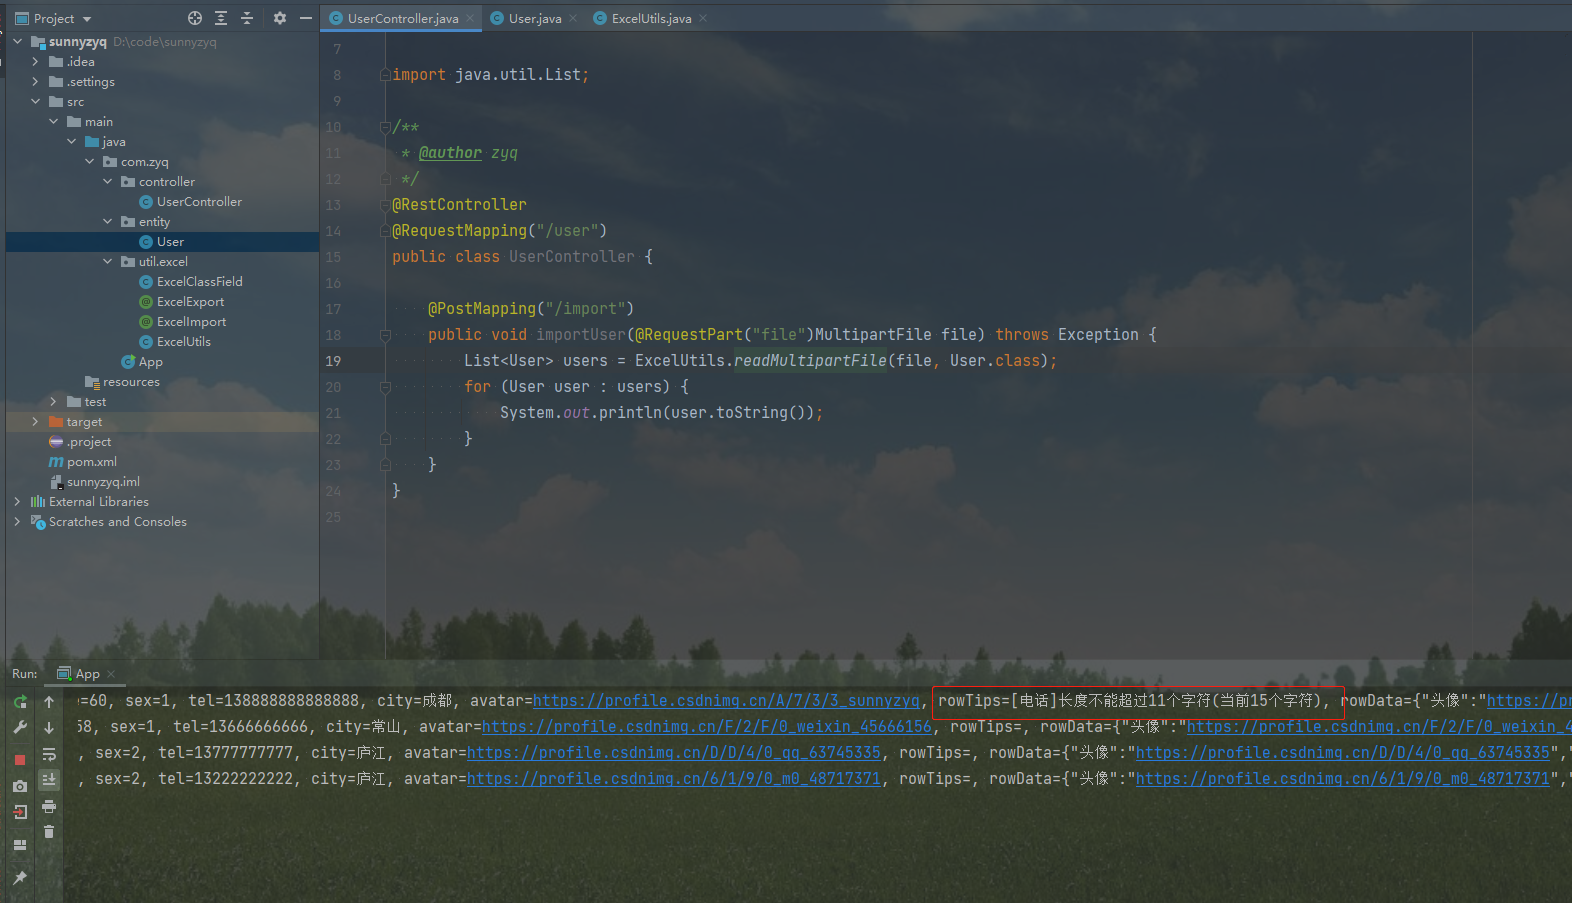 Project
UserController.java
User.java
ExcelUtils.java
sunnyzyq D:\code\sunnyzyq
.idea
.settings
src
main
java
com.zyq
controller
UserController
entity
User
util.excel
ExcelClassField
ExcelExport
ExcelImport
ExcelUtils
App
resources
test
target
.project
pom.xml
sunnyzyq.iml
External Libraries
Scratches and Consoles
7
8 import java.util.List;
9
10 /**
11 * @author zyq
12 */
13 @RestController
14 @RequestMapping("/user")
15 public class UserController {
16
17 @PostMapping("/import")
18 public void importUser(@RequestPart("file")MultipartFile file) throws Exception {
19 List<User> users = ExcelUtils.readMultipartFile(file, User.class);
20 for (User user : users) {
21 System.out.println(user.toString());
22 }
23 }
24 }
25
Run: App
=60, sex=1, tel=138888888888888, city=成都, avatar=https://profile.csdnimg.cn/A/7/3/3_sunnyzyq, rowTips=[电话]长度不能超过11个字符(当前15个字符), rowData={"头像":"https://pr
58, sex=1, tel=13666666666, city=常山, avatar=https://profile.csdnimg.cn/F/2/F/0_weixin_45666156, rowTips=, rowData={"头像":"https://profile.csdnimg.cn/F/2/F/0_weixin_4
, sex=2, tel=13777777777, city=庐江, avatar=https://profile.csdnimg.cn/D/D/4/0_qq_63745335, rowTips=, rowData={"头像":"https://profile.csdnimg.cn/D/D/4/0_qq_63745335","
, sex=2, tel=13222222222, city=庐江, avatar=https://profile.csdnimg.cn/6/1/9/0_m0_48717371, rowTips=, rowData={"头像":"https://profile.csdnimg.cn/6/1/9/0_m0_48717371","